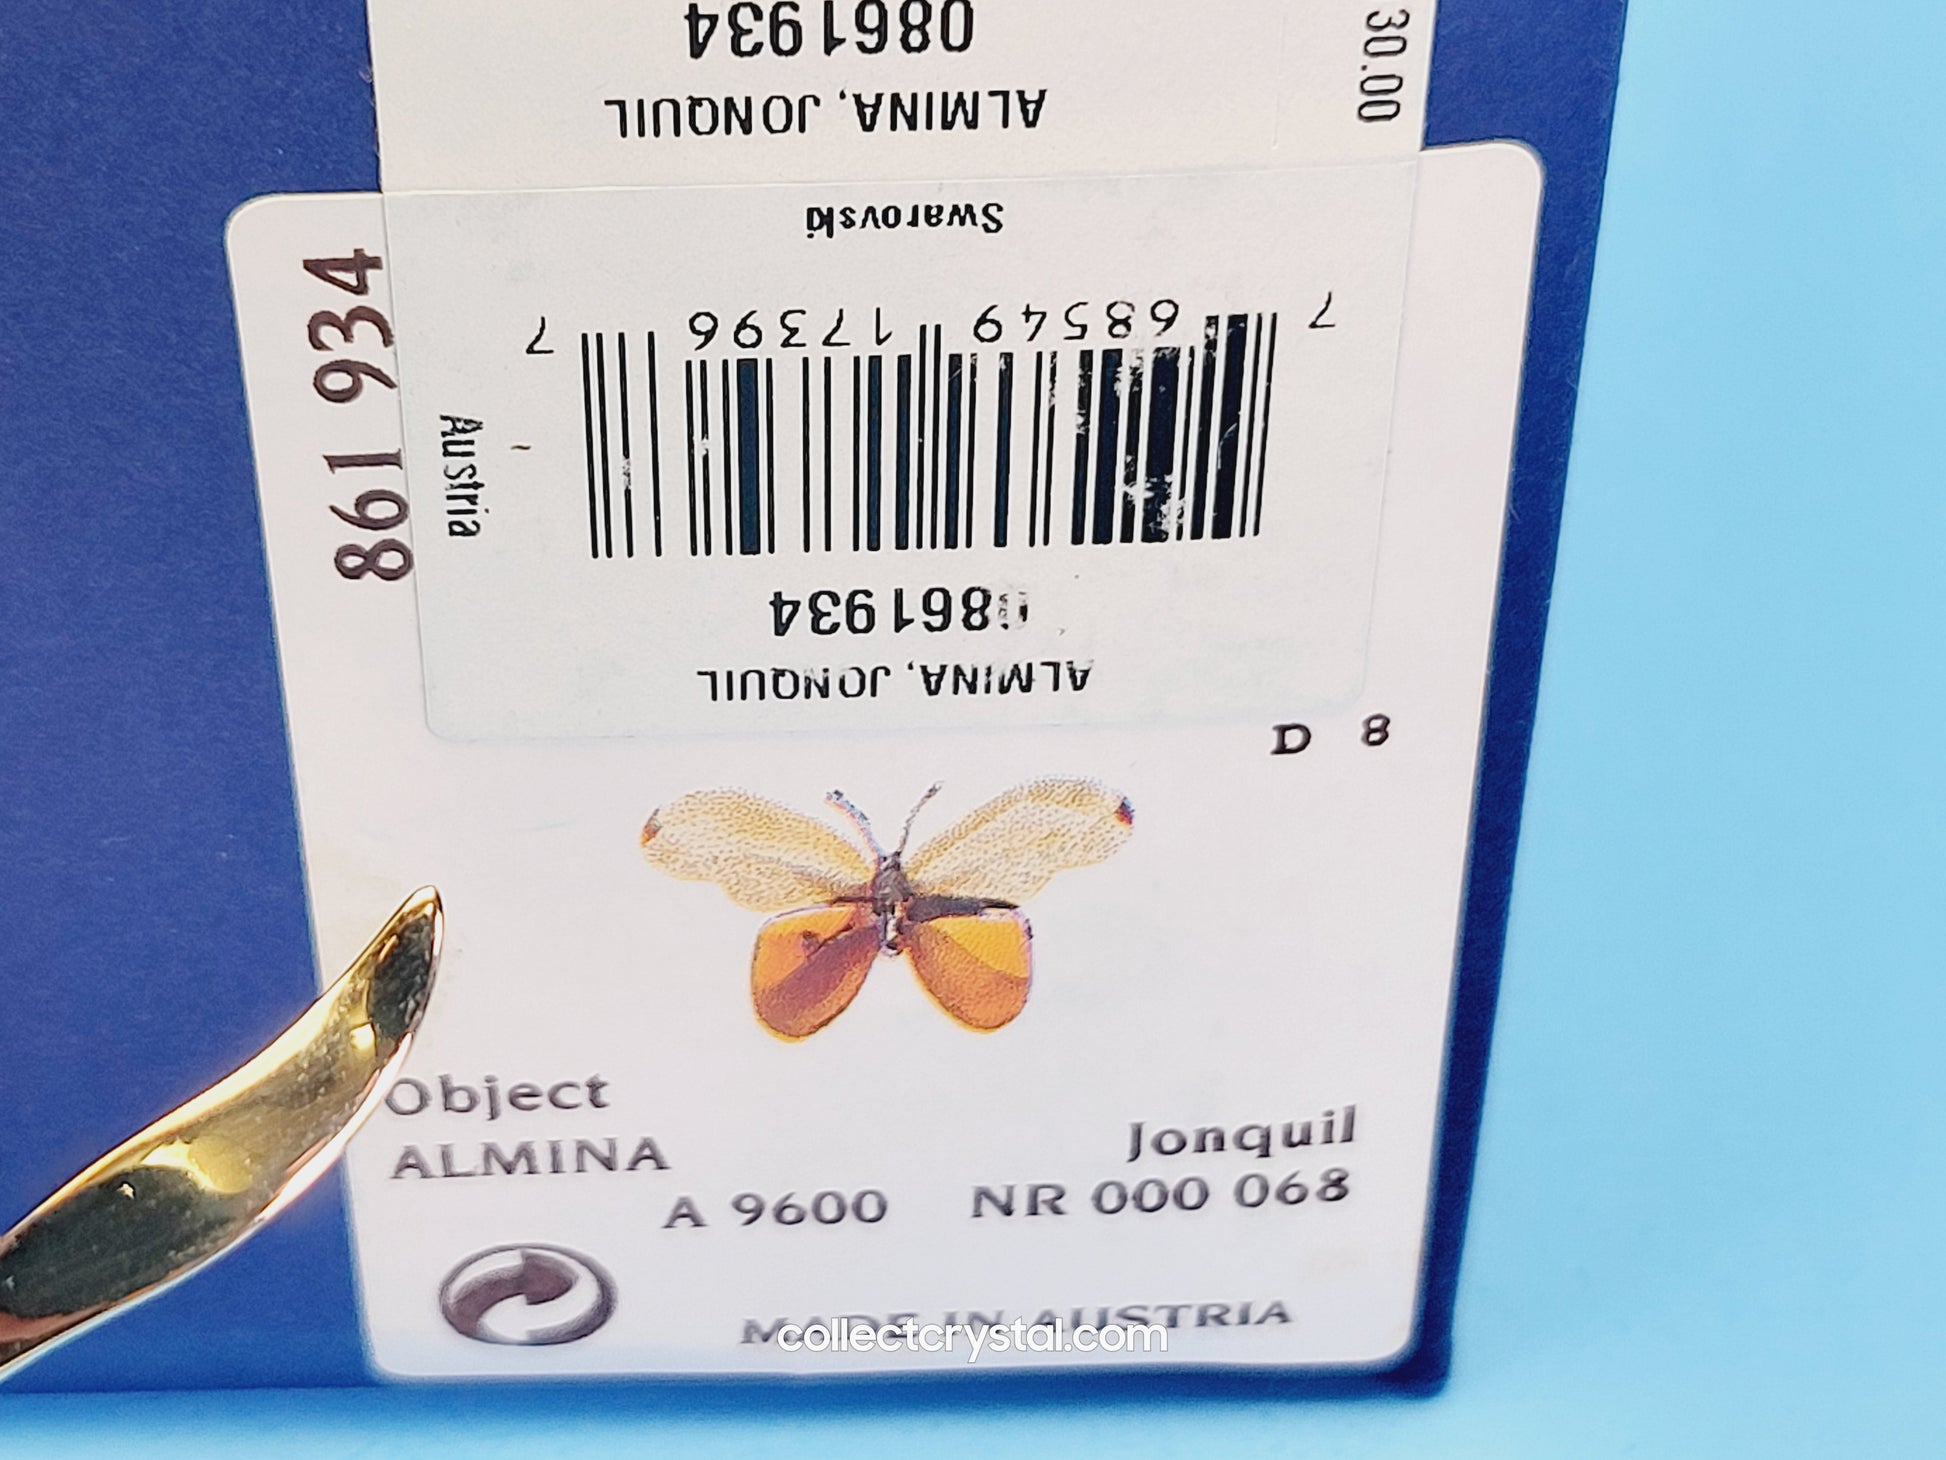 30.00
0861934
ALMINA, JONQUIL
Swarovski
7 68549 17396 7
Austria
861934
ALMINA, JONQUIL
861 934
D 8
Object
ALMINA
Jonquil
A 9600 NR 000 068
MADE IN AUSTRIA
collectcrystal.com